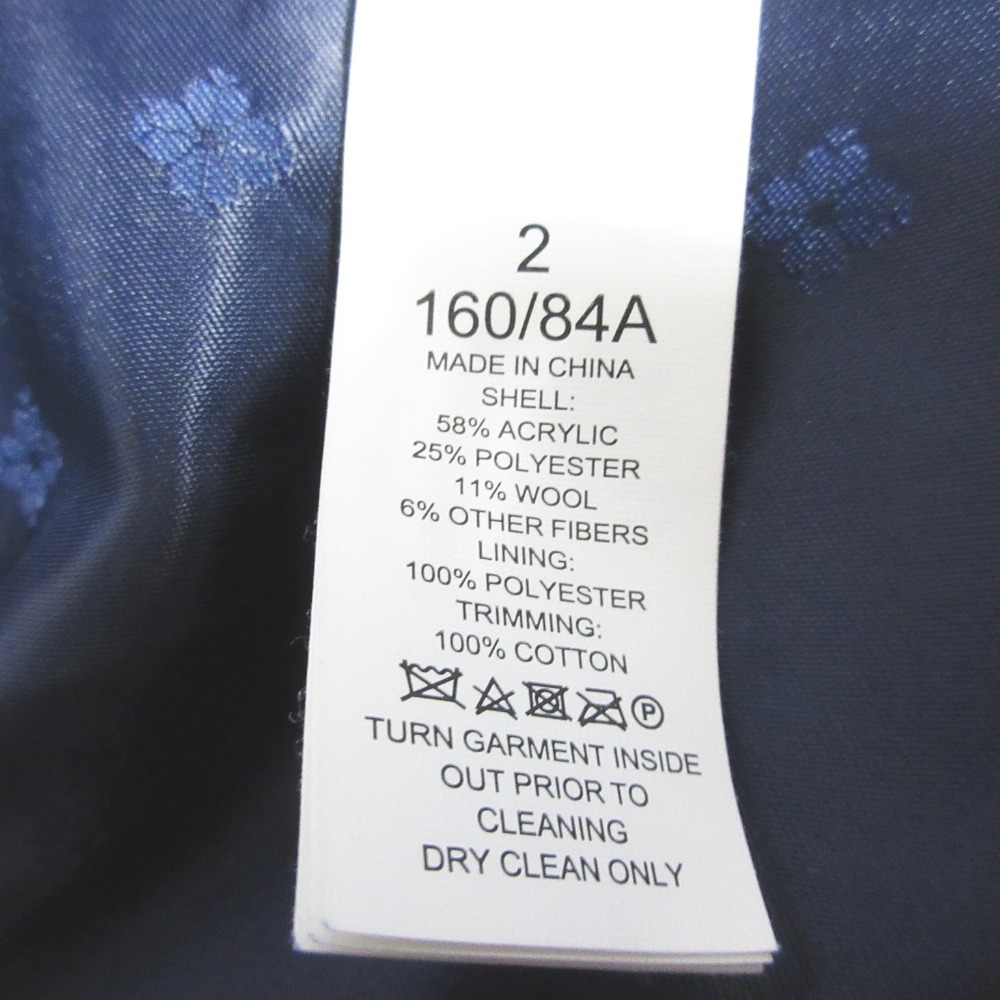 2
160/84A
MADE IN CHINA
SHELL:
58% ACRYLIC
25% POLYESTER
11% WOOL
6% OTHER FIBERS
LINING:
100% POLYESTER
TRIMMING:
100% COTTON
P
TURN GARMENT INSIDE
OUT PRIOR TO
CLEANING
DRY CLEAN ONLY